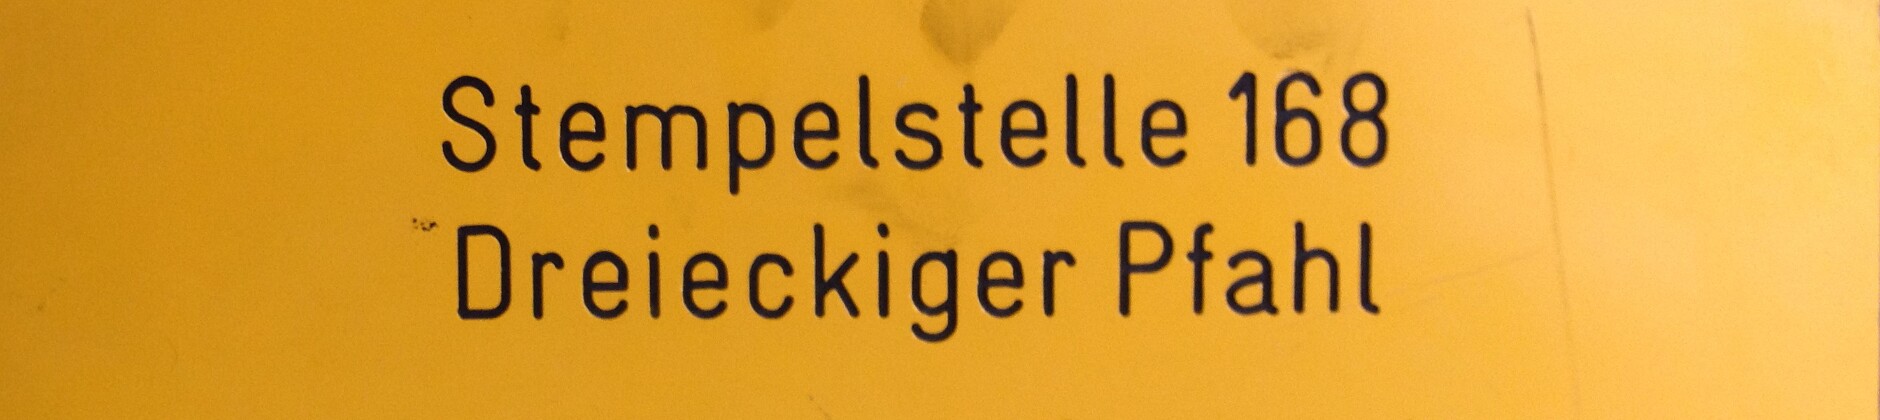 Stempelstelle 168
Dreieckiger Pfahl